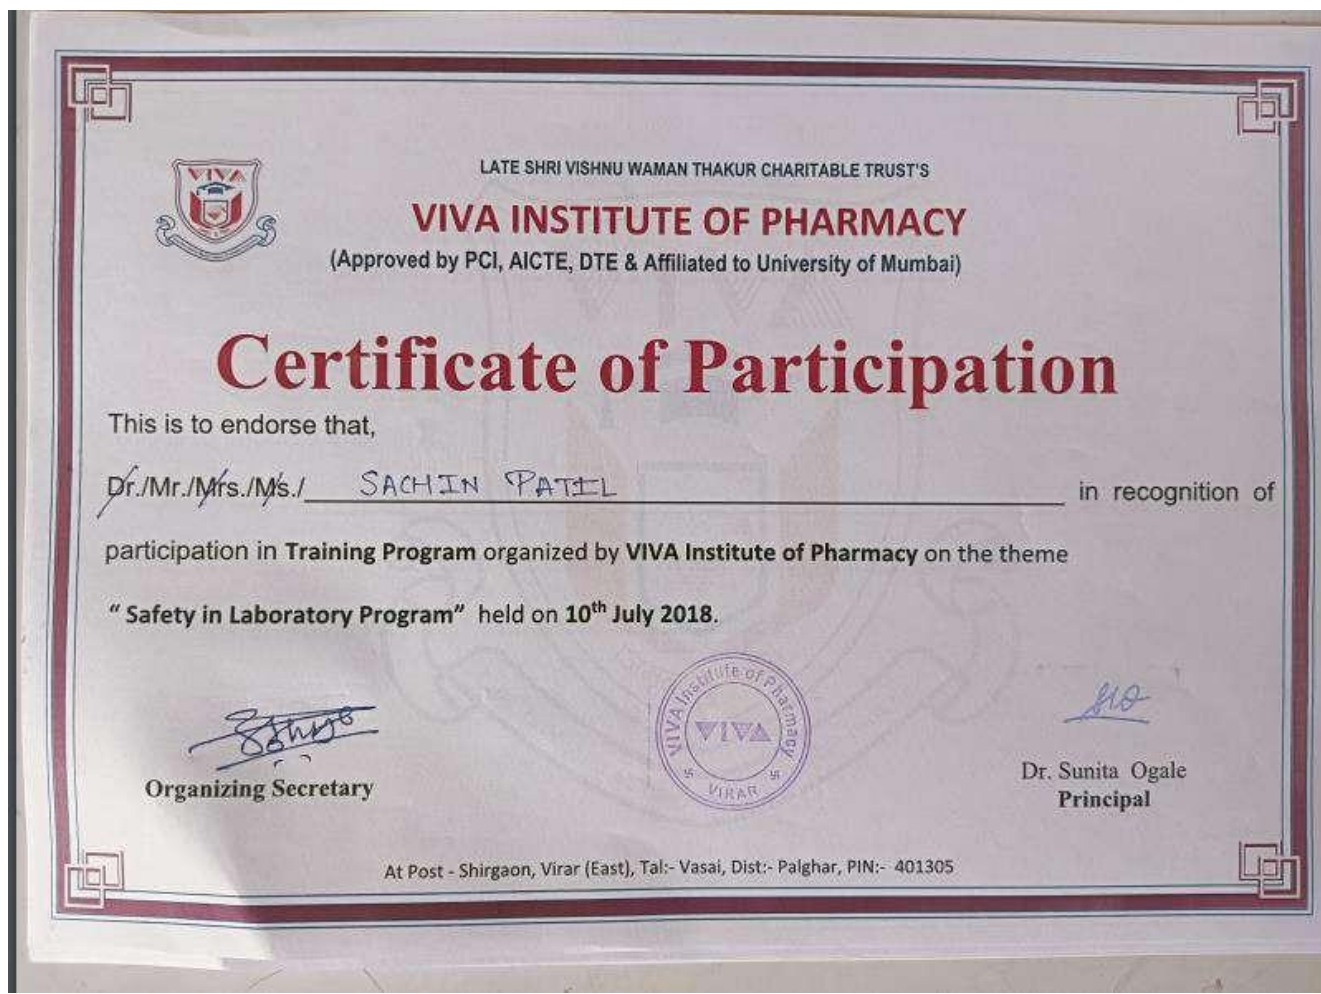 VIVA
LATE SHRI VISHNU WAMAN THAKUR CHARITABLE TRUST'S
VIVA INSTITUTE OF PHARMACY
(Approved by PCI, AICTE, DTE & Affiliated to University of Mumbai)
Certificate of Participation
This is to endorse that,
Dr./Mr./Mrs./Ms./ SACHIN PATIL in recognition of
participation in Training Program organized by VIVA Institute of Pharmacy on the theme
“ Safety in Laboratory Program” held on 10th July 2018.
VIVA Institute of Pharmacy
VIVA
VIRAR
Organizing Secretary
Dr. Sunita Ogale
Principal
At Post - Shirgaon, Virar (East), Tal:- Vasai, Dist:- Palghar, PIN:- 401305